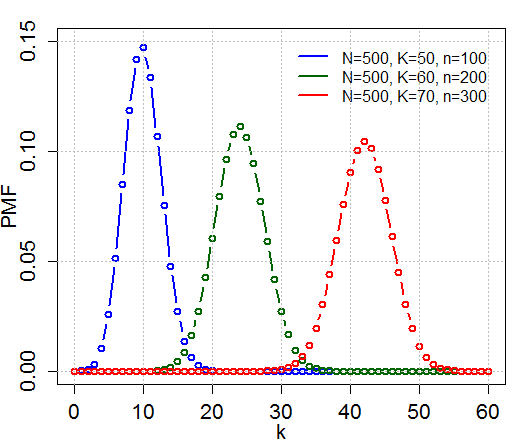 N=500, K=50, n=100
N=500, K=60, n=200
N=500, K=70, n=300
PMF
0.15
0.10
0.05
0.00
0 10 20 30 40 50 60
k